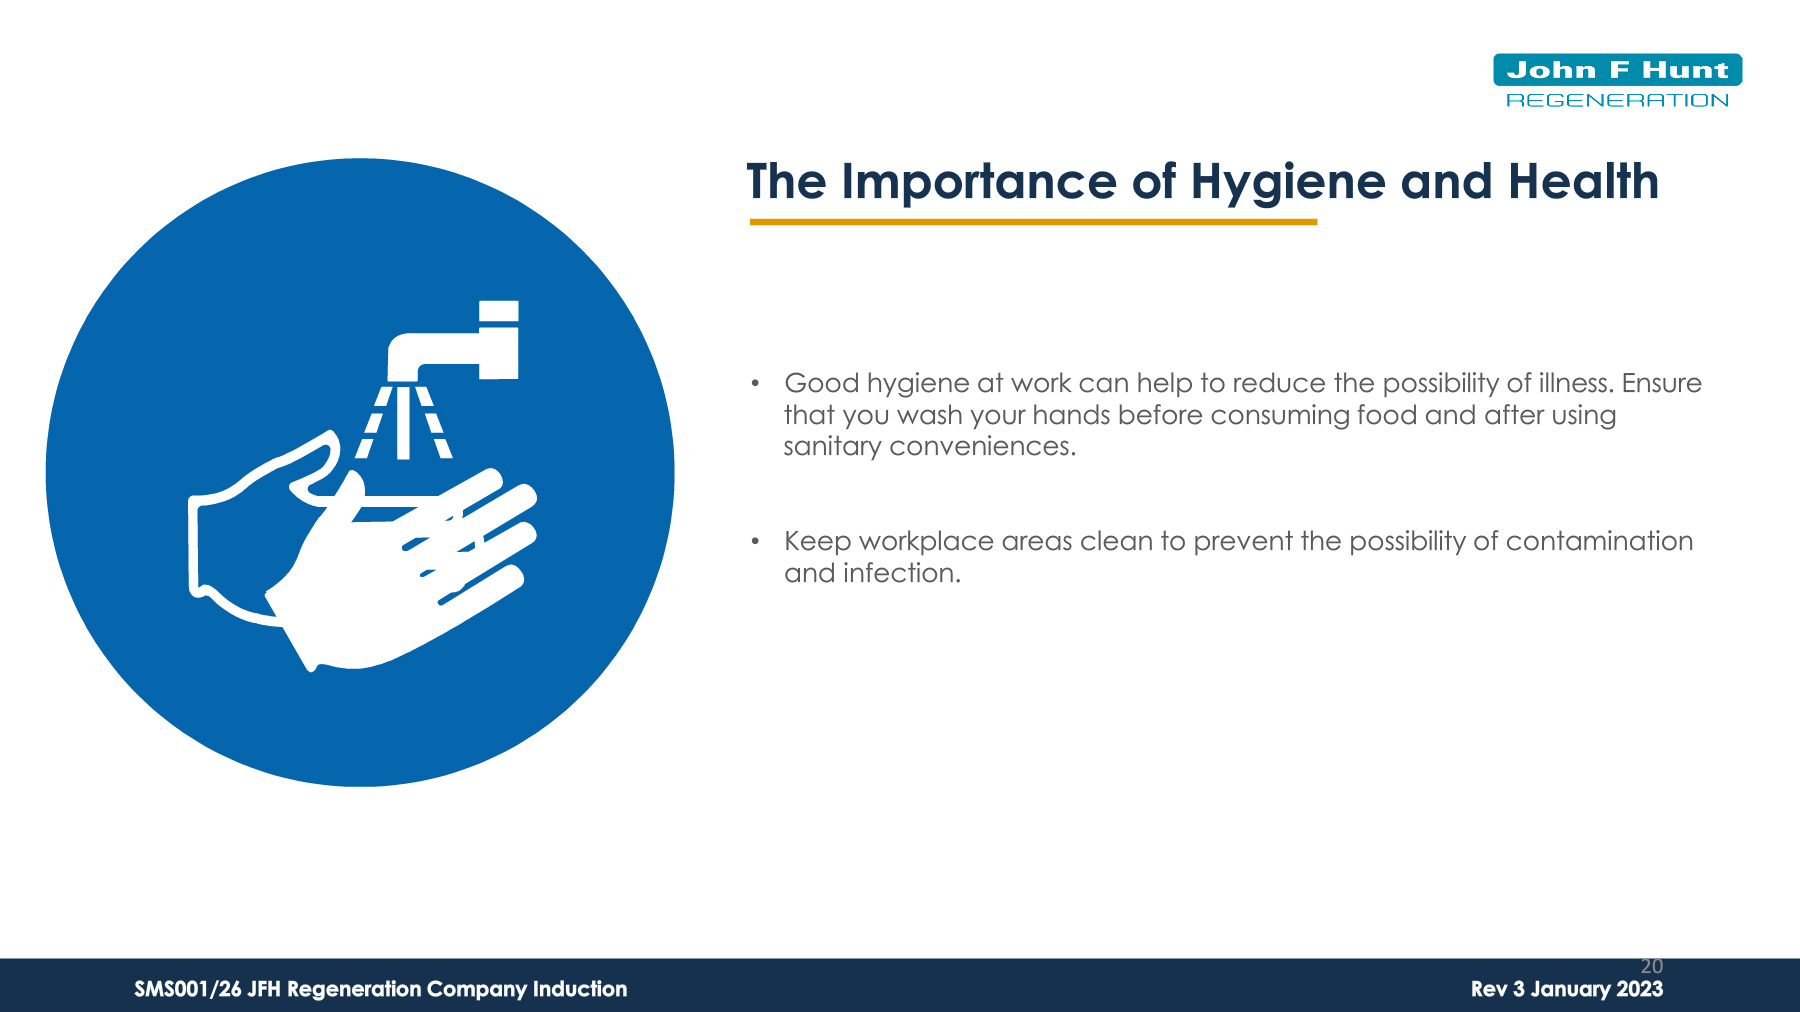 John F Hunt
REGENERATION
The Importance of Hygiene and Health
• Good hygiene at work can help to reduce the possibility of illness. Ensure
that you wash your hands before consuming food and after using
sanitary conveniences.
• Keep workplace areas clean to prevent the possibility of contamination
and infection.
20
SMS001/26 JFH Regeneration Company Induction
Rev 3 January 2023